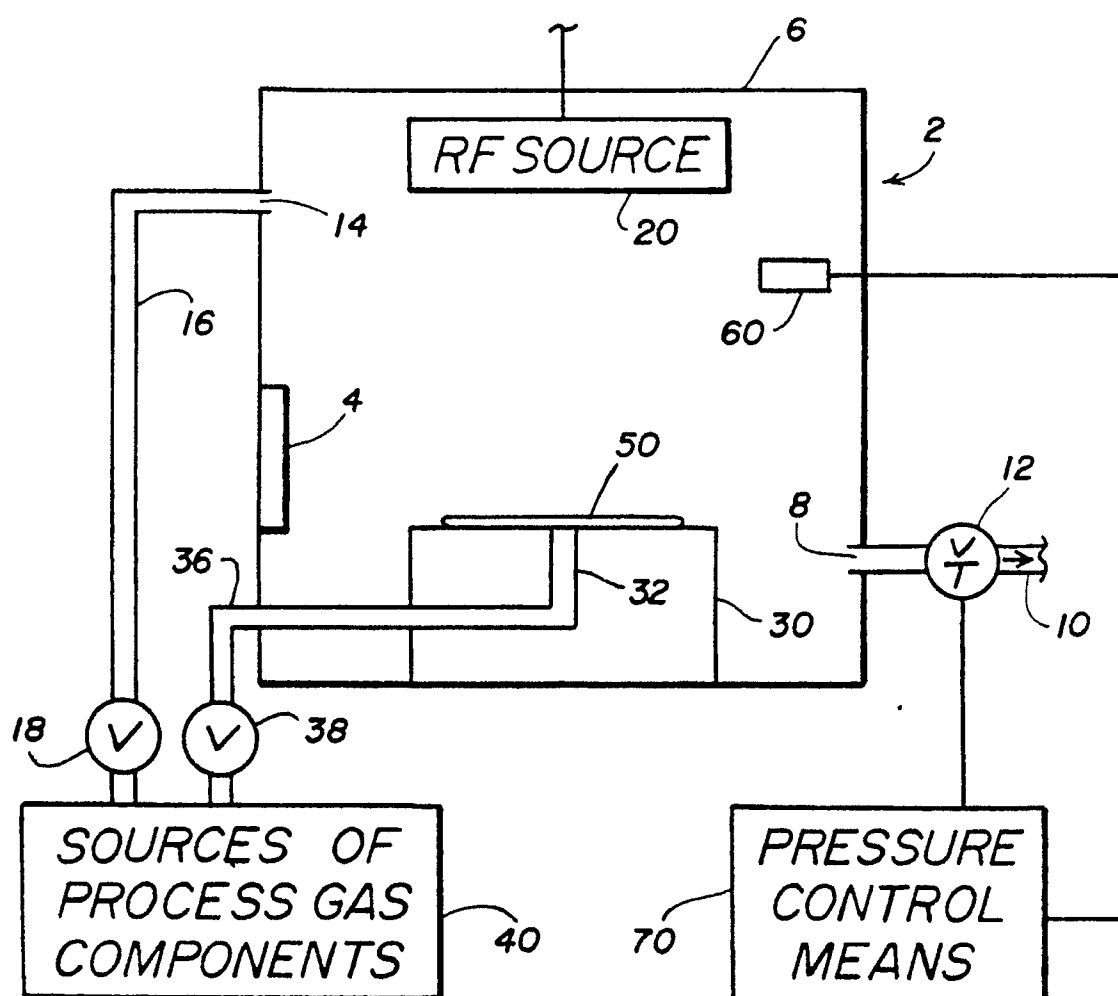 6
RF SOURCE
2
14
20
16
60
4
50
12
8
V
T
36
32
30
10
18
V
V
38
SOURCES OF
PROCESS GAS
COMPONENTS
40
70
PRESSURE
CONTROL
MEANS